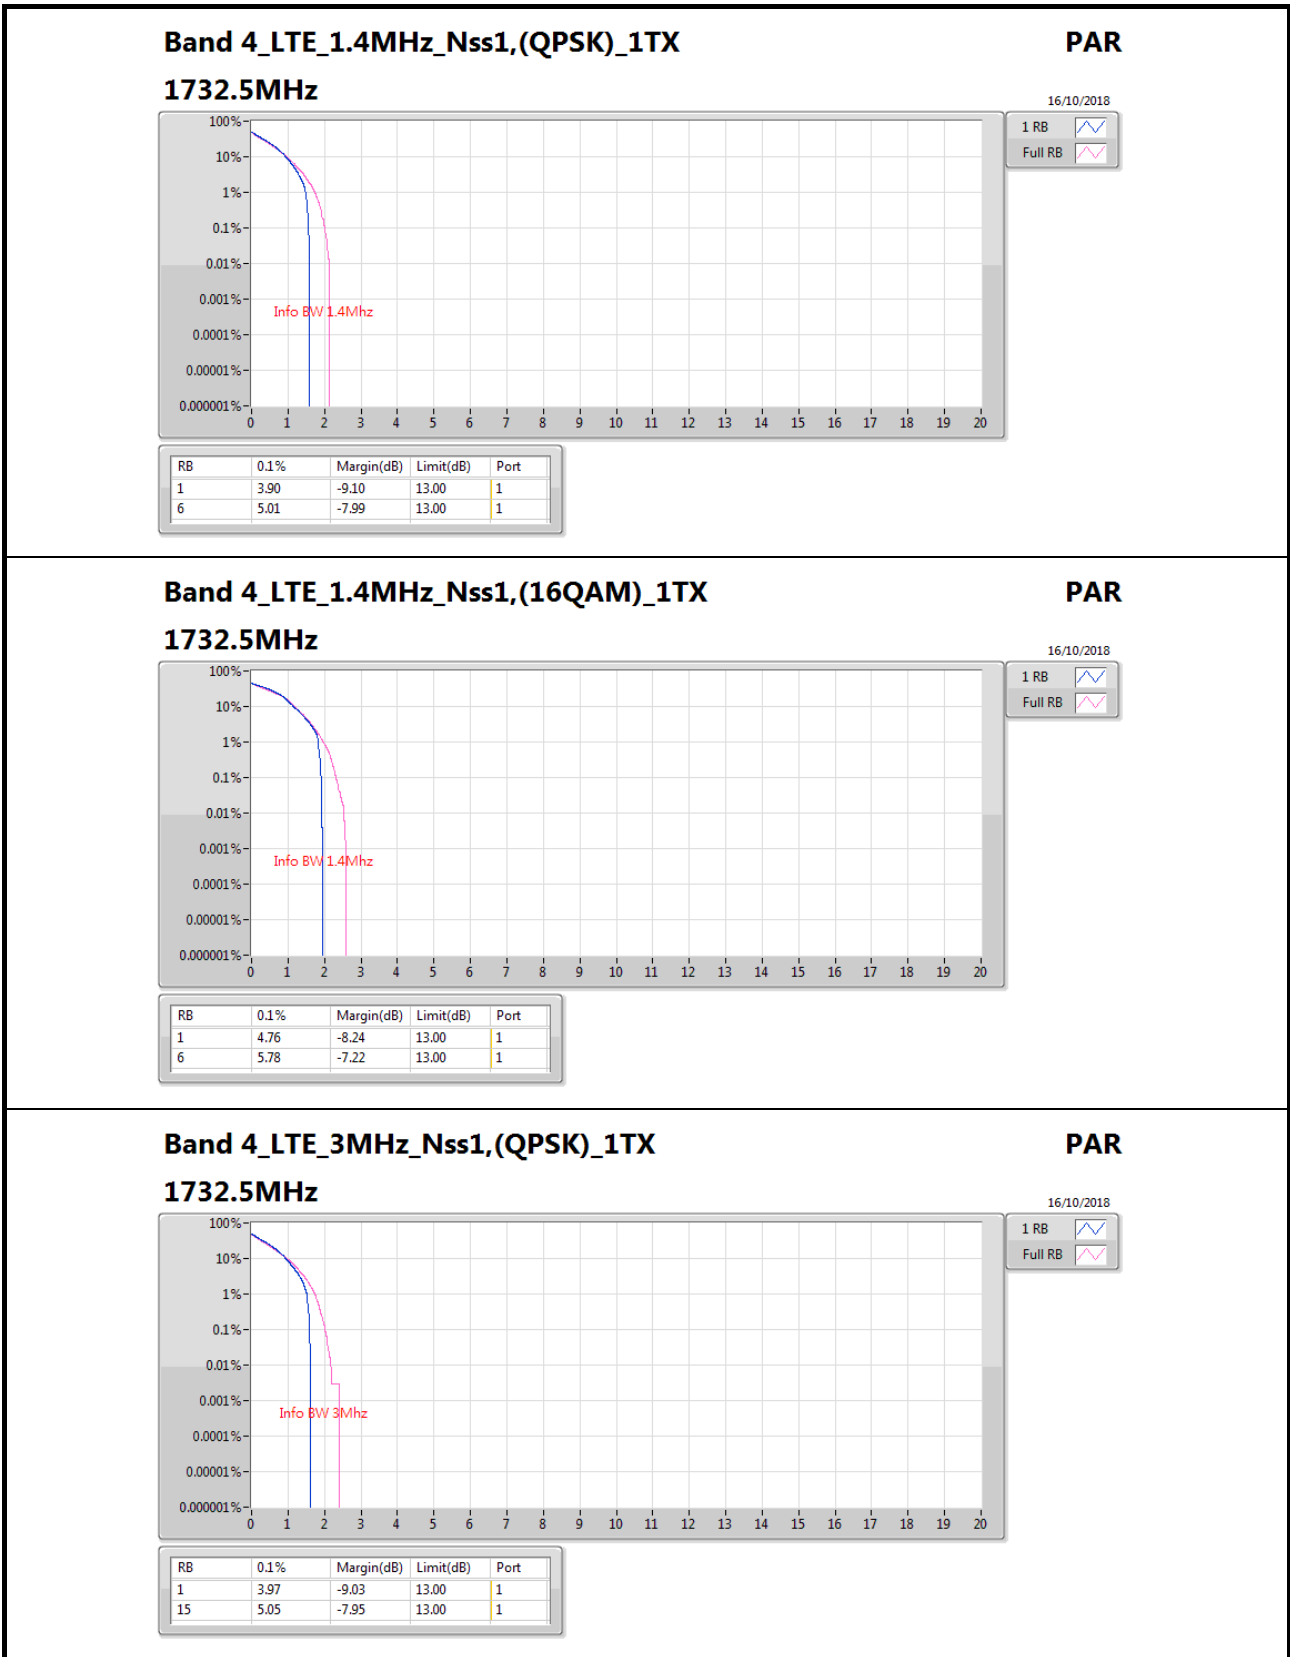 Band 4_LTE_1.4MHz_Nss1,(QPSK)_1TX PAR
1732.5MHz
16/10/2018
1 RB
Full RB
100%
10%
1%
0.1%
0.01%
0.001%
0.0001%
0.00001%
0.000001%
Info BW 1.4Mhz
0 1 2 3 4 5 6 7 8 9 10 11 12 13 14 15 16 17 18 19 20
RB 0.1% Margin(dB) Limit(dB) Port
1 3.90 -9.10 13.00 1
6 5.01 -7.99 13.00 1
Band 4_LTE_1.4MHz_Nss1,(16QAM)_1TX PAR
1732.5MHz
16/10/2018
1 RB
Full RB
100%
10%
1%
0.1%
0.01%
0.001%
0.0001%
0.00001%
0.000001%
Info BW 1.4Mhz
0 1 2 3 4 5 6 7 8 9 10 11 12 13 14 15 16 17 18 19 20
RB 0.1% Margin(dB) Limit(dB) Port
1 4.76 -8.24 13.00 1
6 5.78 -7.22 13.00 1
Band 4_LTE_3MHz_Nss1,(QPSK)_1TX PAR
1732.5MHz
16/10/2018
1 RB
Full RB
100%
10%
1%
0.1%
0.01%
0.001%
0.0001%
0.00001%
0.000001%
Info BW 3Mhz
0 1 2 3 4 5 6 7 8 9 10 11 12 13 14 15 16 17 18 19 20
RB 0.1% Margin(dB) Limit(dB) Port
1 3.97 -9.03 13.00 1
15 5.05 -7.95 13.00 1